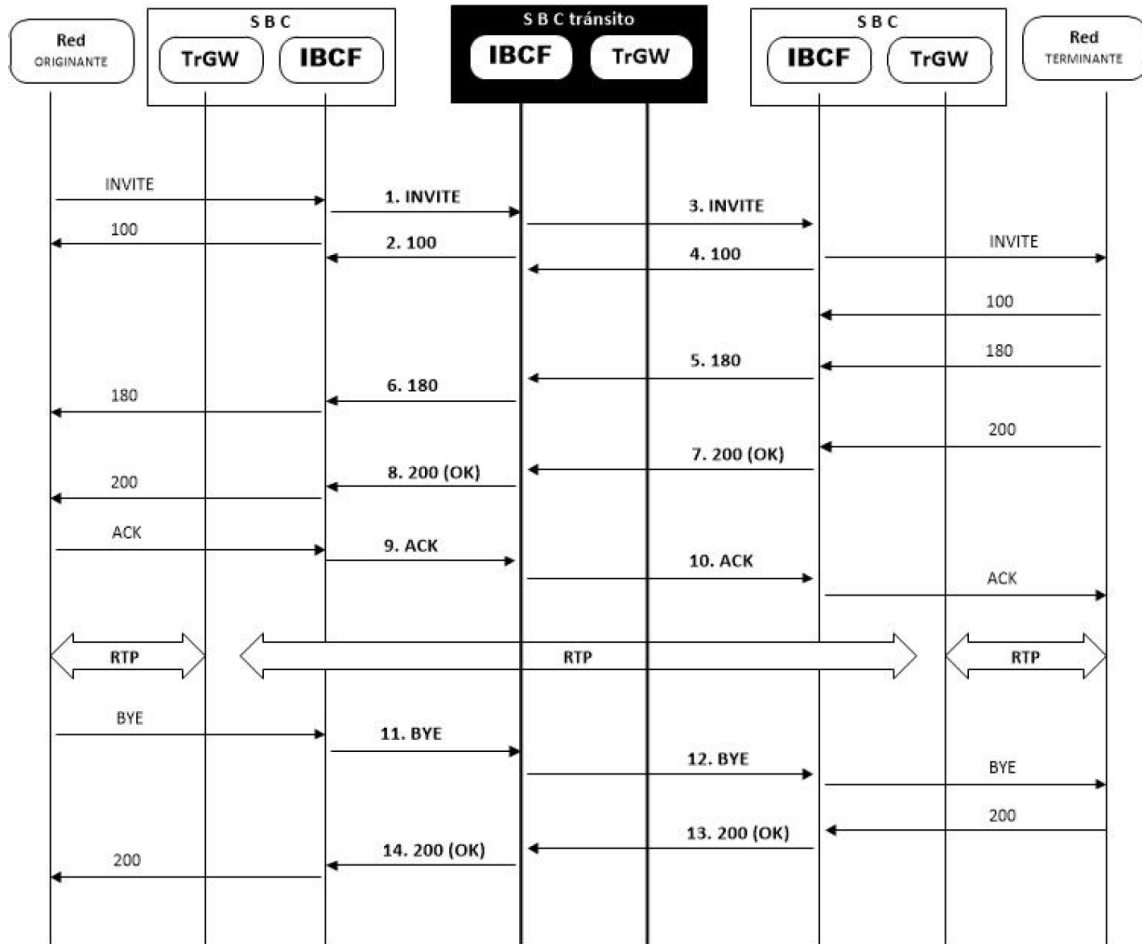 S B C
S B C tránsito
S B C
Red
ORIGINANTE
TrGW
IBCF
IBCF
TrGW
IBCF
TrGW
Red
TERMINANTE
INVITE
1. INVITE
3. INVITE
100
2. 100
4. 100
INVITE
100
180
5. 180
6. 180
180
200
7. 200 (OK)
8. 200 (OK)
200
ACK
9. ACK
10. ACK
ACK
RTP
RTP
RTP
BYE
11. BYE
12. BYE
BYE
200
13. 200 (OK)
14. 200 (OK)
200